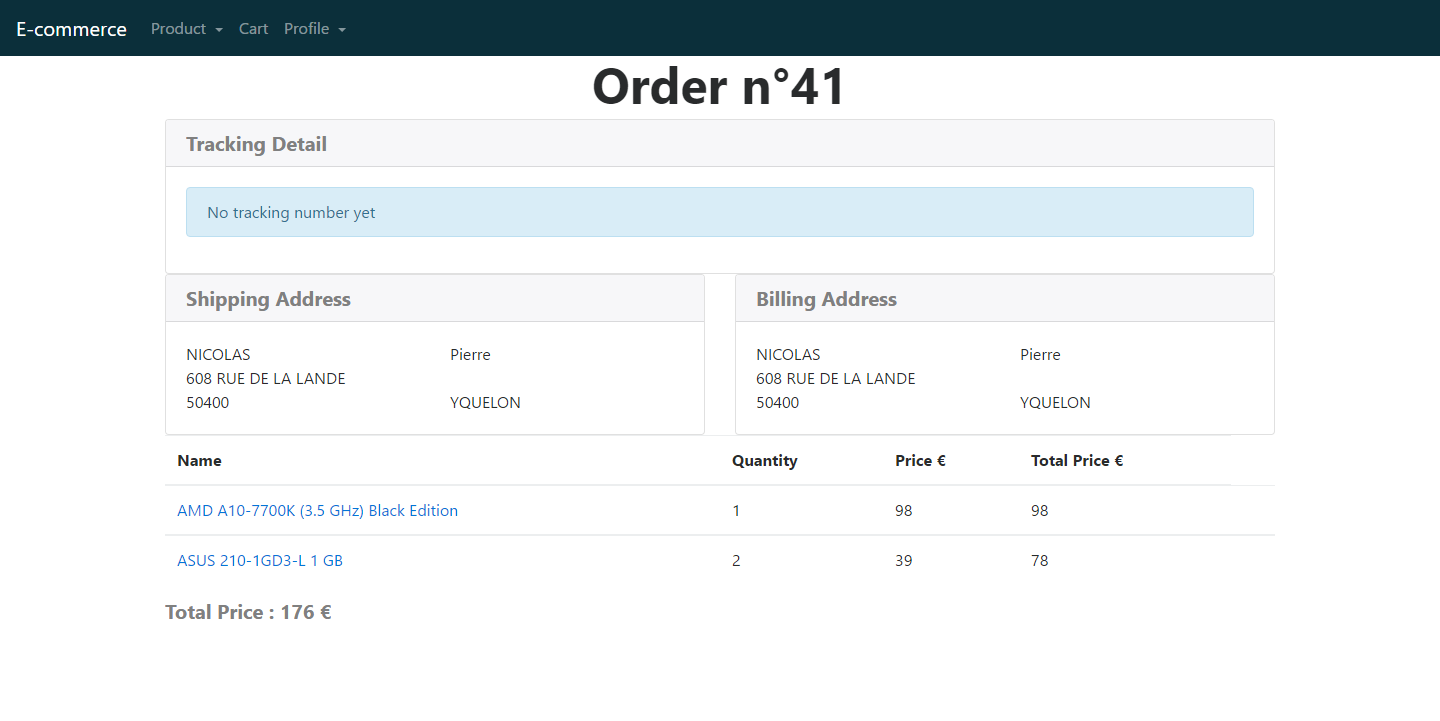 E-commerce Product Cart Profile
Order n°41
Tracking Detail
No tracking number yet
Shipping Address
NICOLAS Pierre
608 RUE DE LA LANDE
50400 YQUELON
Billing Address
NICOLAS Pierre
608 RUE DE LA LANDE
50400 YQUELON
Name Quantity Price € Total Price €
AMD A10-7700K (3.5 GHz) Black Edition 1 98 98
ASUS 210-1GD3-L 1 GB 2 39 78
Total Price : 176 €